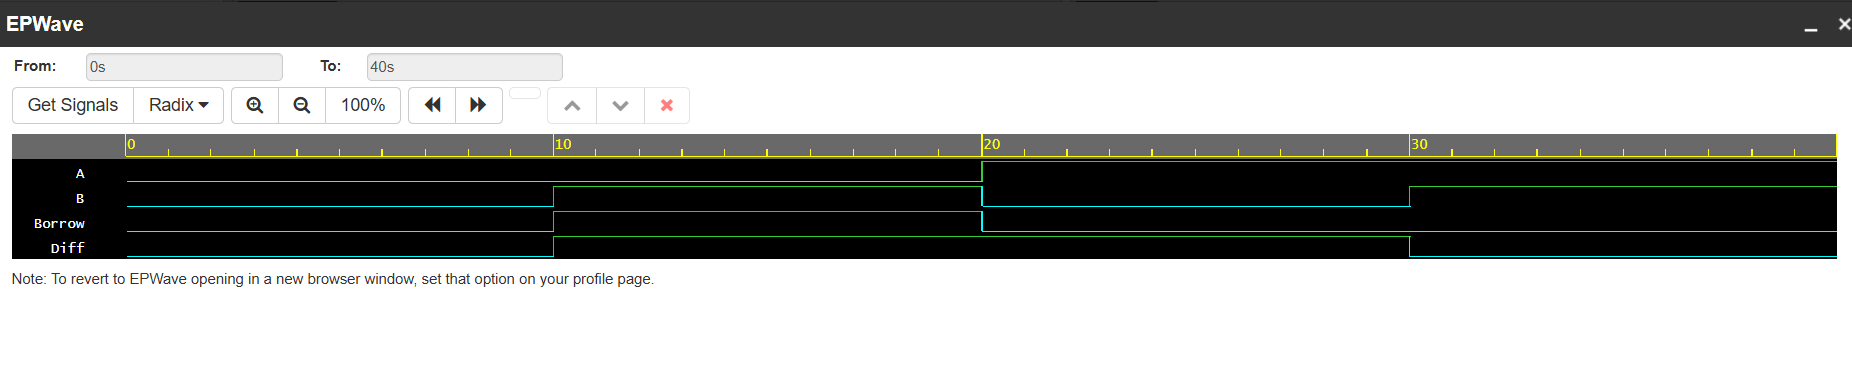 EPWave
From: 0s To: 40s
Get Signals Radix 100%
0 10 20 30
A
B
Borrow
Diff
Note: To revert to EPWave opening in a new browser window, set that option on your profile page.